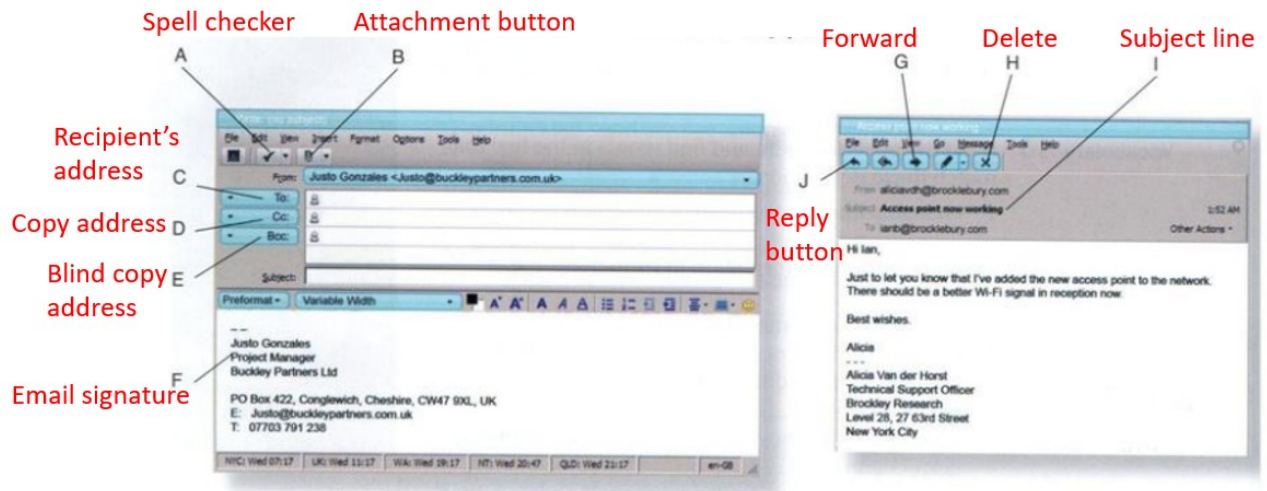 Spell checker
Attachment button
A
B
Recipient's
address
C
Copy address
D
Blind copy
address
E
Email signature
F
Write: (no subject)
File Edit View Insert Format Options Tools Help
From: Justo Gonzales <Justo@buckleypartners.com.uk>
To:
Cc:
Bcc:
Subject:
Preformat
Variable Width
Justo Gonzales
Project Manager
Buckley Partners Ltd
PO Box 422, Conglewich, Cheshire, CW47 9XL, UK
E: Justo@buckleypartners.com.uk
T: 07703 791 238
NYC: Wed 07:17 UK: Wed 11:17 WA: Wed 19:17 NT: Wed 20:47 QLD: Wed 21:17 en-GB
Forward
Delete
Subject line
G
H
I
J
Reply
button
Access point now working
File Edit View Go Message Tools Help
From aliciavdh@brocklebury.com
Subject Access point now working 1:52 AM
To ianb@brocklebury.com Other Actions
Hi Ian,
Just to let you know that I've added the new access point to the network.
There should be a better Wi-Fi signal in reception now.
Best wishes.
Alicia
- - -
Alicia Van der Horst
Technical Support Officer
Brockley Research
Level 28, 27 63rd Street
New York City